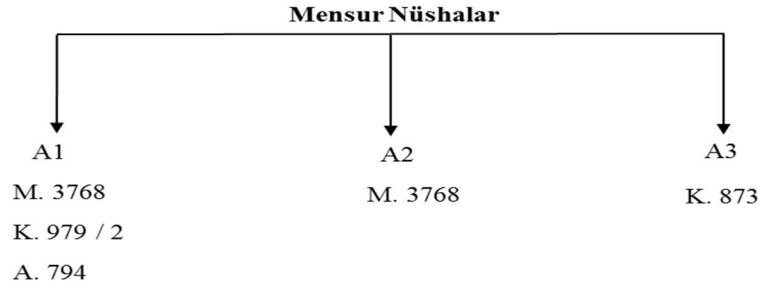 Mensur Nüshalar
A1
M. 3768
K. 979 / 2
A. 794
A2
M. 3768
A3
K. 873